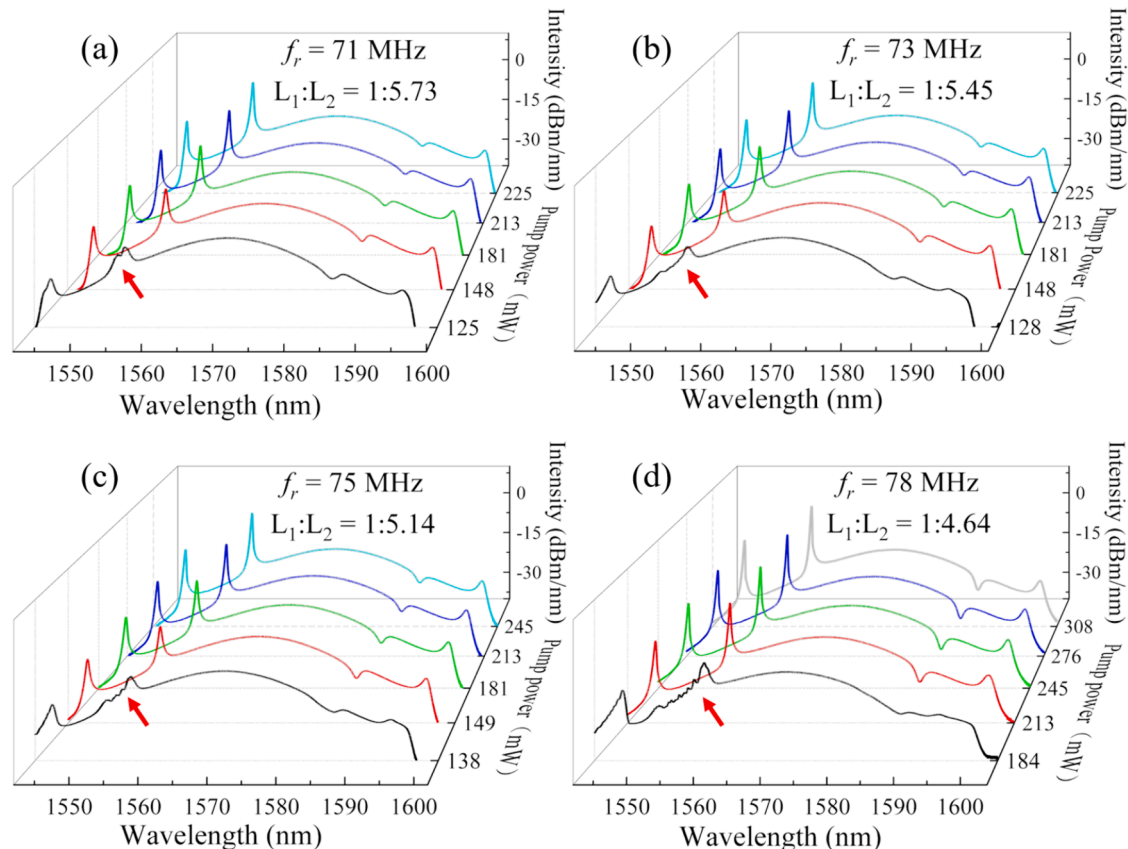 (a)
f_r = 71 MHz
L₁:L₂ = 1:5.73
0
-15
-30
Intensity (dBm/nm)
225
213
181
148
125
Pump power (mW)
1550 1560 1570 1580 1590 1600
Wavelength (nm)
(b)
f_r = 73 MHz
L₁:L₂ = 1:5.45
0
-15
-30
Intensity (dBm/nm)
225
213
181
148
128
Pump power (mW)
1550 1560 1570 1580 1590 1600
Wavelength (nm)
(c)
f_r = 75 MHz
L₁:L₂ = 1:5.14
0
-15
-30
Intensity (dBm/nm)
245
213
181
149
138
Pump power (mW)
1550 1560 1570 1580 1590 1600
Wavelength (nm)
(d)
f_r = 78 MHz
L₁:L₂ = 1:4.64
0
-15
-30
Intensity (dBm/nm)
308
276
245
213
184
Pump power (mW)
1550 1560 1570 1580 1590 1600
Wavelength (nm)